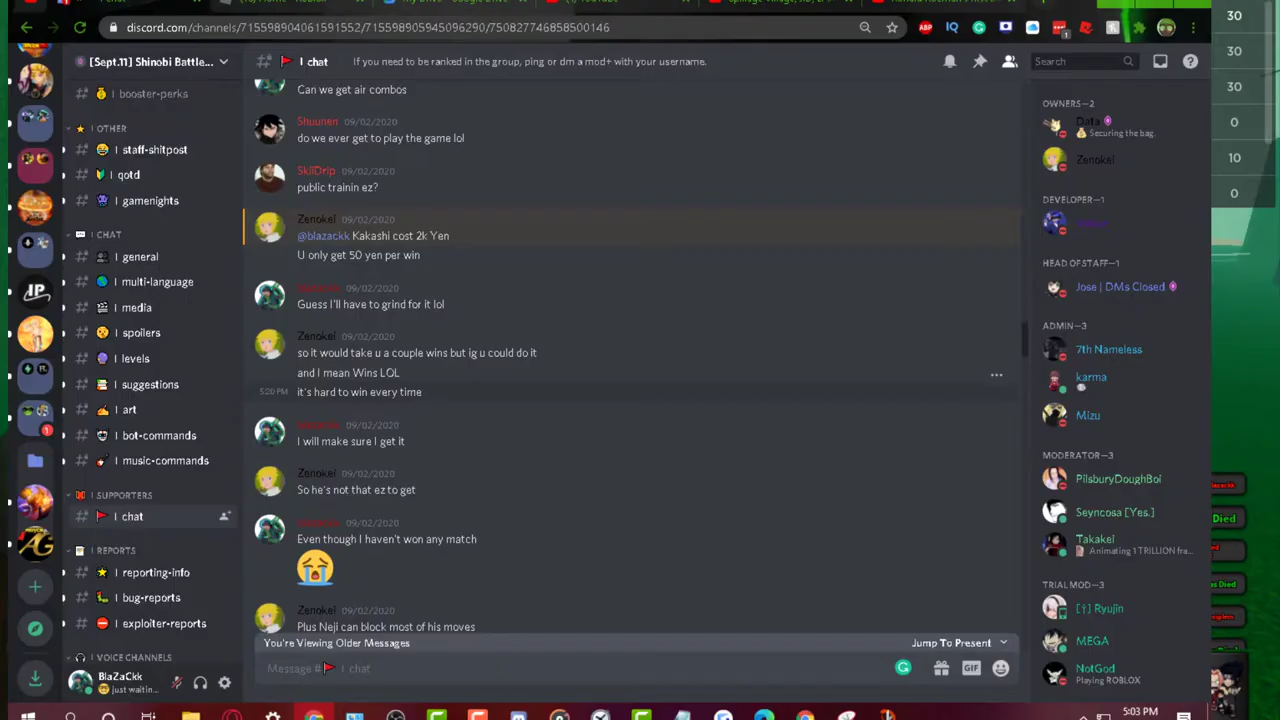 discord.com/channels/715598904061591552/715598905945096290/750827746858500146
[Sept.11] Shinobi Battle...
I chat
If you need to be ranked in the group, ping or dm a mod+ with your username.
Search
I booster-perks
I OTHER
I staff-shitpost
I qotd
I gamenights
CHAT
I general
I multi-language
I media
I spoilers
I levels
I suggestions
I art
I bot-commands
I music-commands
I SUPPORTERS
I chat
I REPORTS
I reporting-info
I bug-reports
I exploiter-reports
VOICE CHANNELS
BlaZaCkk
just waitin...
Can we get air combos
Shuunen 09/02/2020
do we ever get to play the game lol
SkiiDrip 09/02/2020
public trainin ez?
Zenokei 09/02/2020
@blazackk Kakashi cost 2k Yen
U only get 50 yen per win
09/02/2020
Guess I'll have to grind for it lol
Zenokei 09/02/2020
so it would take u a couple wins but ig u could do it
and I mean Wins LOL
5:20 PM it's hard to win every time
09/02/2020
I will make sure I get it
Zenokei 09/02/2020
So he's not that ez to get
09/02/2020
Even though I haven't won any match
Zenokei 09/02/2020
Plus Neji can block most of his moves
You're Viewing Older Messages
Jump To Present
Message # I chat
GIF
OWNERS—2
Data
Securing the bag.
Zenokei
DEVELOPER—1
HEAD OF STAFF—1
Jose | DMs Closed
ADMIN—3
7th Nameless
karma
Mizu
MODERATOR—3
PilsburyDoughBoi
Seyncosa [Yes.]
Takakei
Animating 1 TRILLION fra...
TRIAL MOD—3
[†] Ryujin
MEGA
NotGod
Playing ROBLOX
30
30
30
0
10
0
Died
5:03 PM